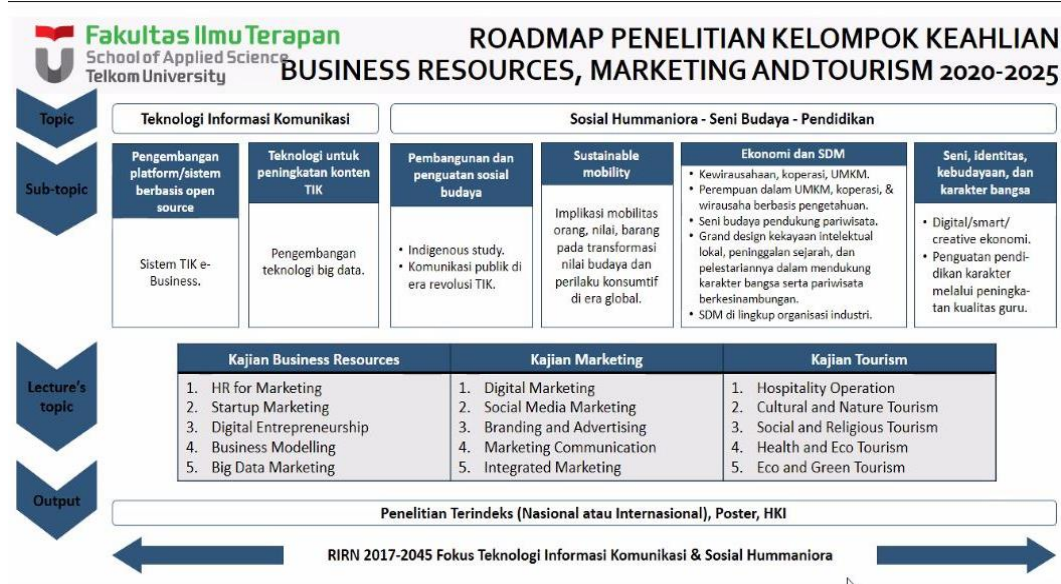 Fakultas Ilmu Terapan
School of Applied Science
Telkom University
ROADMAP PENELITIAN KELOMPOK KEAHLIAN
BUSINESS RESOURCES, MARKETING AND TOURISM 2020-2025
Topic
Teknologi Informasi Komunikasi
Sosial Hummaniora - Seni Budaya - Pendidikan
Sub-topic
Pengembangan
platform/sistem
berbasis open
source
Sistem TIK e-
Business.
Teknologi untuk
peningkatan konten
TIK
Pengembangan
teknologi big data.
Pembangunan dan
penguatan sosial
budaya
• Indigenous study.
• Komunikasi publik di
era revolusi TIK.
Sustainable
mobility
Implikasi mobilitas
orang, nilai, barang
pada transformasi
nilai budaya dan
perilaku konsumtif
di era global.
Ekonomi dan SDM
• Kewirausahaan, koperasi, UMKM.
• Perempuan dalam UMKM, koperasi, &
wirausaha berbasis pengetahuan.
• Seni budaya pendukung pariwisata.
• Grand design kekayaan intelektual
lokal, peninggalan sejarah, dan
pelestariannya dalam mendukung
karakter bangsa serta pariwisata
berkesinambungan.
• SDM di lingkup organisasi industri.
Seni, identitas,
kebudayaan, dan
karakter bangsa
• Digital/smart/
creative ekonomi.
• Penguatan pendi-
dikan karakter
melalui peningka-
tan kualitas guru.
Lecture's
topic
Kajian Business Resources
1. HR for Marketing
2. Startup Marketing
3. Digital Entrepreneurship
4. Business Modelling
5. Big Data Marketing
Kajian Marketing
1. Digital Marketing
2. Social Media Marketing
3. Branding and Advertising
4. Marketing Communication
5. Integrated Marketing
Kajian Tourism
1. Hospitality Operation
2. Cultural and Nature Tourism
3. Social and Religious Tourism
4. Health and Eco Tourism
5. Eco and Green Tourism
Output
Penelitian Terindeks (Nasional atau Internasional), Poster, HKI
RIRN 2017-2045 Fokus Teknologi Informasi Komunikasi & Sosial Hummaniora